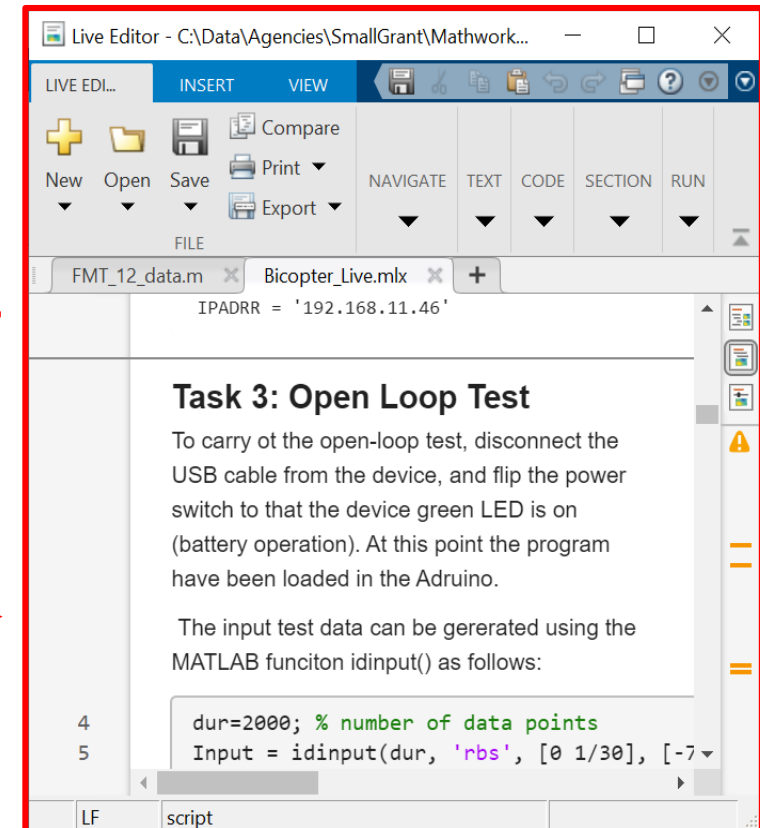 Live Editor - C:\Data\Agencies\SmallGrant\Mathwork...
LIVE EDI... INSERT VIEW
New Open Save Compare Print Export NAVIGATE TEXT CODE SECTION RUN
FILE
FMT_12_data.m Bicopter_Live.mlx
IPADRR = '192.168.11.46'
Task 3: Open Loop Test
To carry ot the open-loop test, disconnect the
USB cable from the device, and flip the power
switch to that the device green LED is on
(battery operation). At this point the program
have been loaded in the Adruino.
The input test data can be gererated using the
MATLAB funciton idinput() as follows:
4 dur=2000; % number of data points
5 Input = idinput(dur, 'rbs', [0 1/30], [-7
LF script